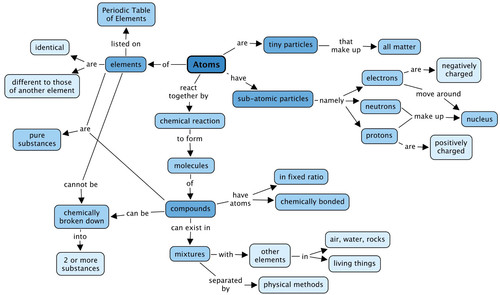 Periodic Table
of Elements
identical
listed on
are
tiny particles
that
make up
all matter
are
elements
of
Atoms
different to those
of another element
react
together by
have
sub-atomic particles
namely
electrons
are
negatively
charged
move around
neutrons
make up
nucleus
protons
are
positively
charged
pure
substances
are
chemical reaction
to form
molecules
of
cannot be
compounds
have
atoms
in fixed ratio
chemically bonded
chemically
broken down
can be
can exist in
into
2 or more
substances
mixtures
with
other
elements
in
air, water, rocks
living things
separated
by
physical methods